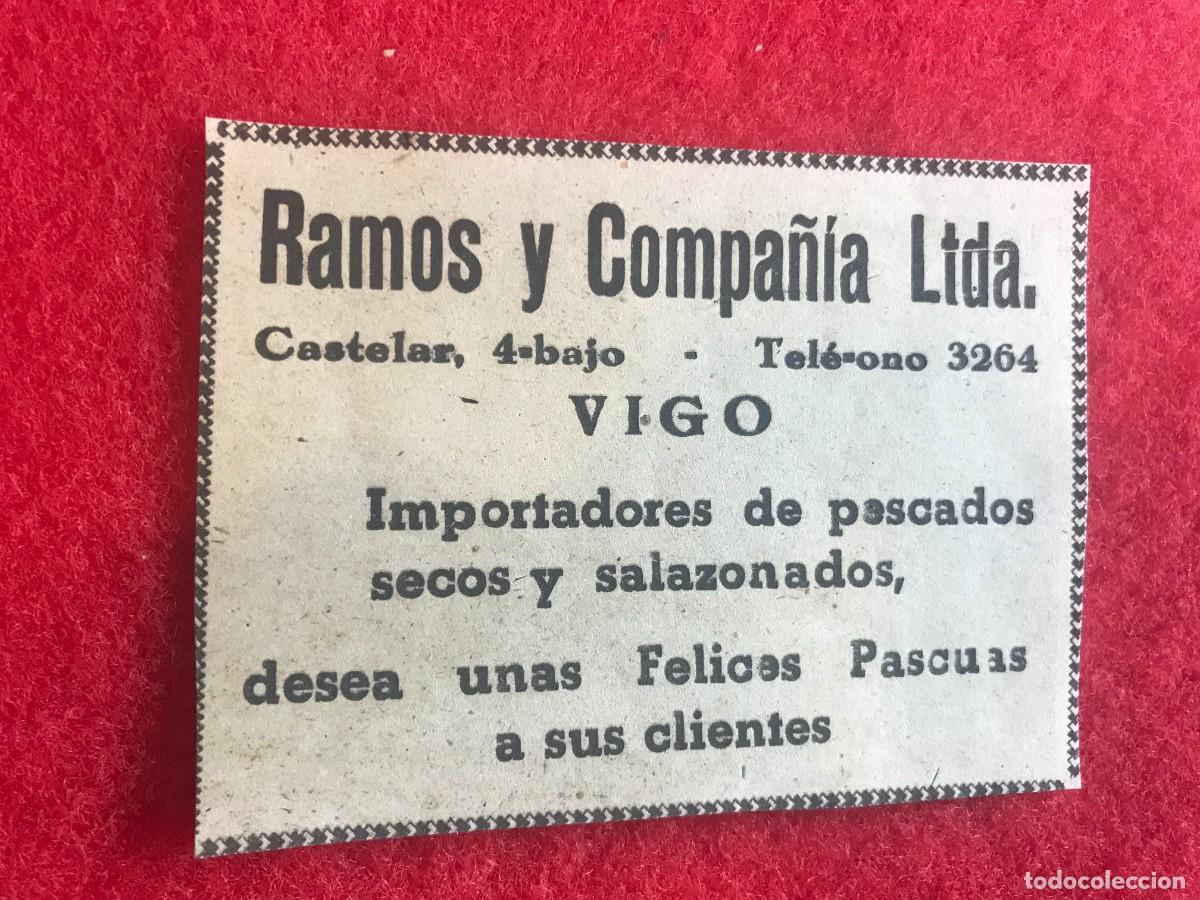 Ramos y Compañía Ltda.
Castelar, 4-bajo - Telé-ono 3264
VIGO
Importadores de pescados
secos y salazonados,
desea unas Felices Pascuas
a sus clientes
todocoleccion